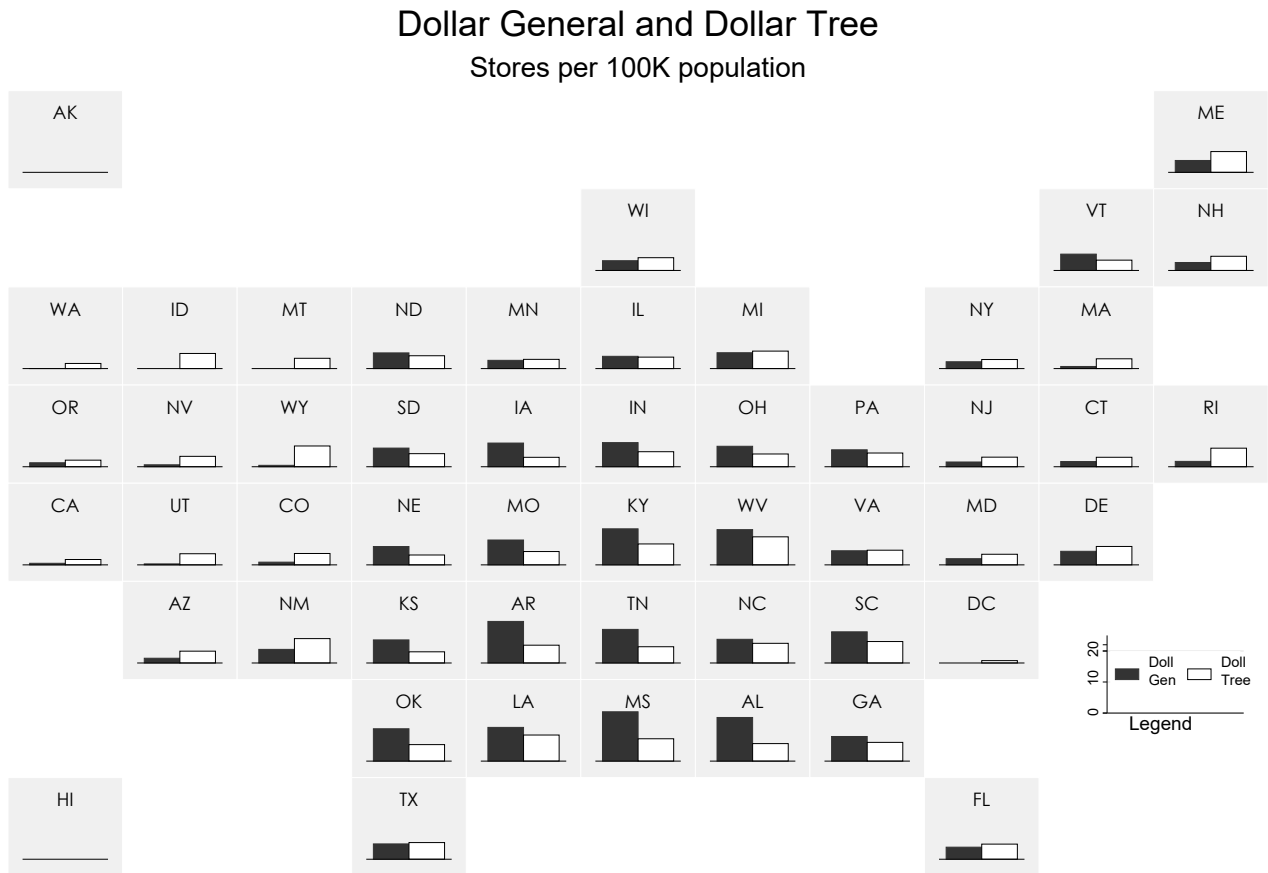 Dollar General and Dollar Tree
Stores per 100K population
AK ME
WI VT NH
WA ID MT ND MN IL MI NY MA
OR NV WY SD IA IN OH PA NJ CT RI
CA UT CO NE MO KY WV VA MD DE
AZ NM KS AR TN NC SC DC
20
10
0
Doll
Gen
Doll
Tree
Legend
OK LA MS AL GA
HI TX FL